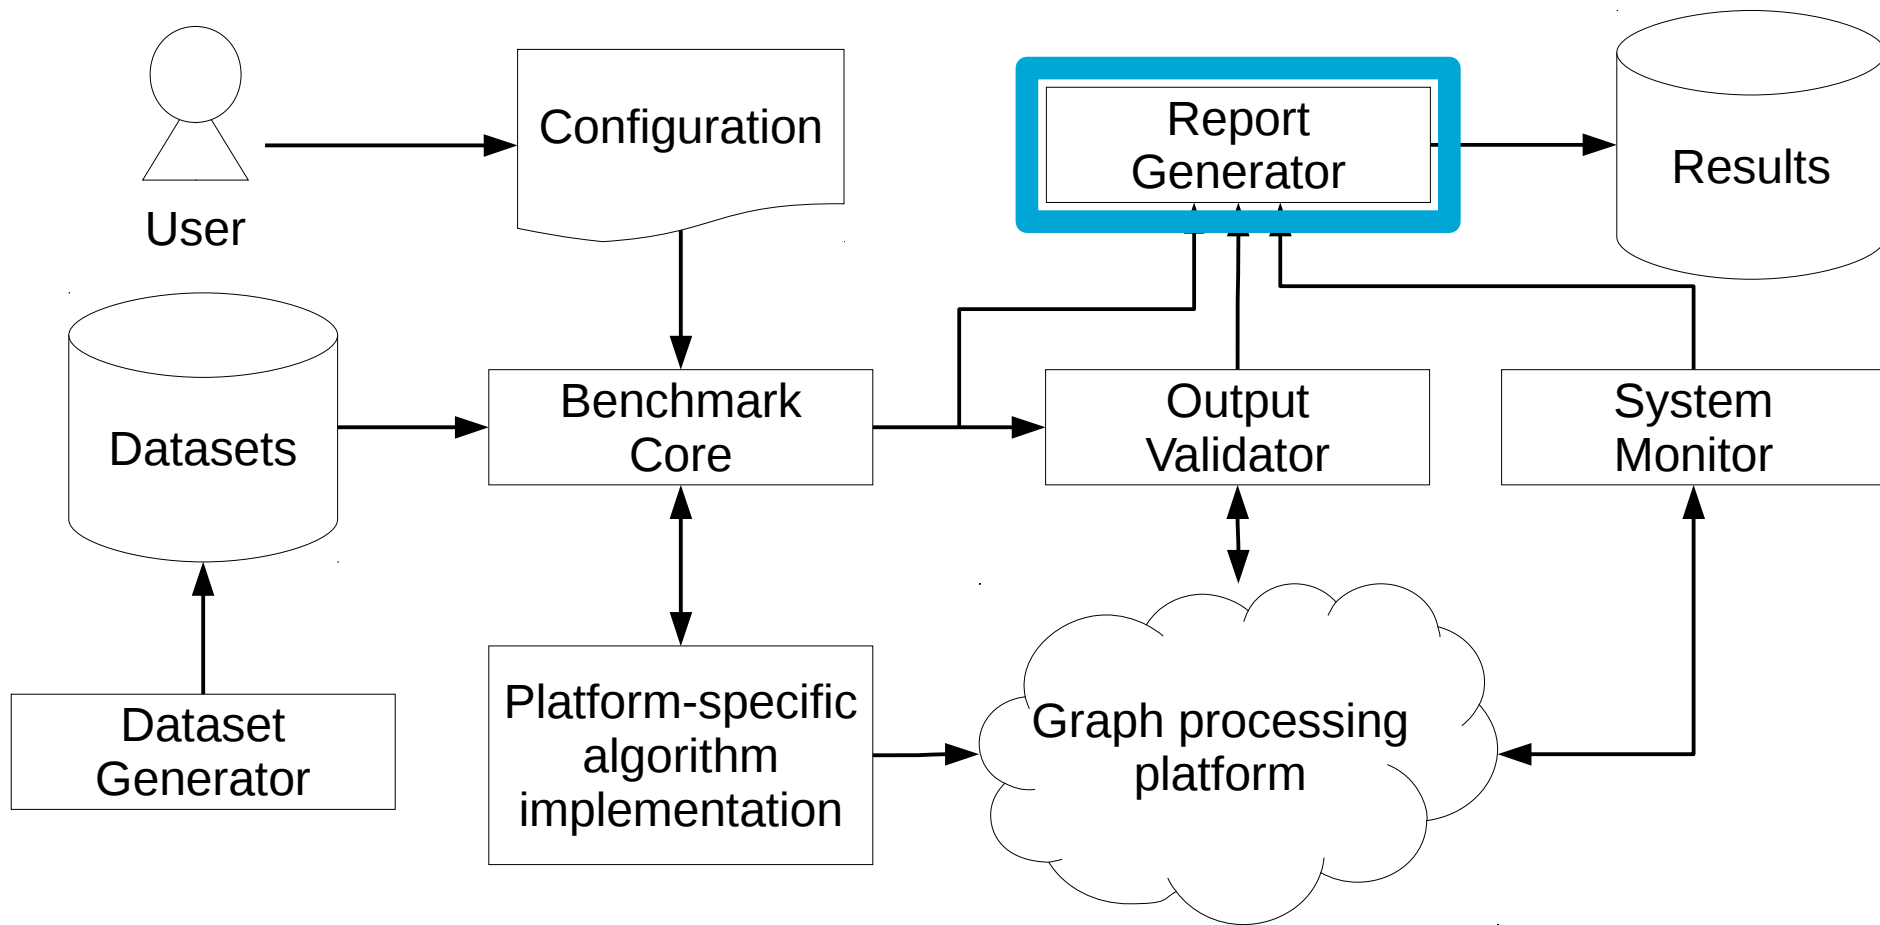 User
Configuration
Report
Generator
Results
Datasets
Benchmark
Core
Output
Validator
System
Monitor
Dataset
Generator
Platform-specific
algorithm
implementation
Graph processing
platform